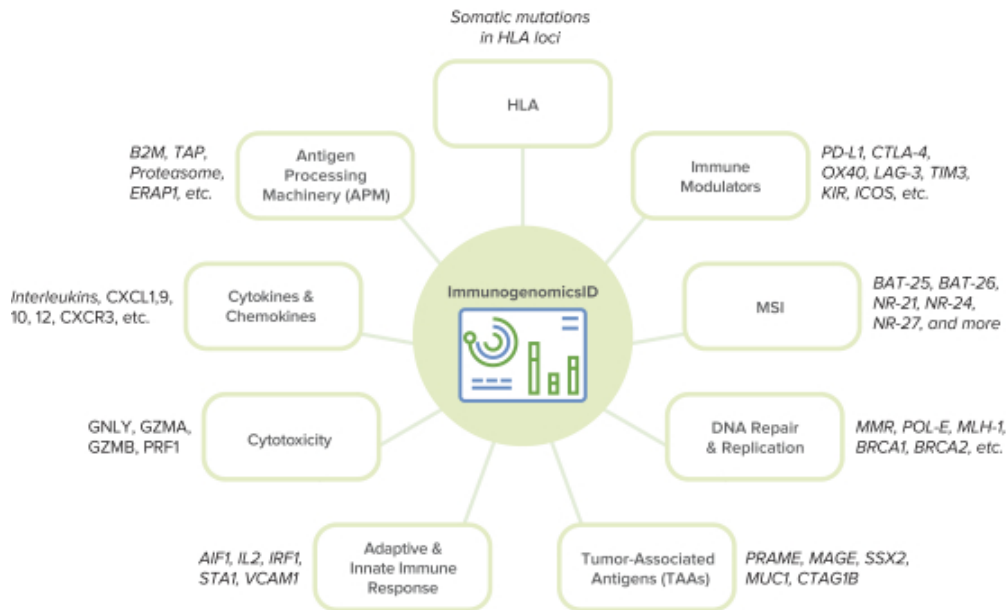 Somatic mutations
in HLA loci
HLA
B2M, TAP,
Proteasome,
ERAP1, etc.
Antigen
Processing
Machinery (APM)
Immune
Modulators
PD-L1, CTLA-4,
OX40, LAG-3, TIM3,
KIR, ICOS, etc.
Interleukins, CXCL1,9,
10, 12, CXCR3, etc.
Cytokines &
Chemokines
ImmunogenomicsID
MSI
BAT-25, BAT-26,
NR-21, NR-24,
NR-27, and more
GNLY, GZMA,
GZMB, PRF1
Cytotoxicity
DNA Repair
& Replication
MMR, POL-E, MLH-1,
BRCA1, BRCA2, etc.
AIF1, IL2, IRF1,
STA1, VCAM1
Adaptive &
Innate Immune
Response
Tumor-Associated
Antigens (TAAs)
PRAME, MAGE, SSX2,
MUC1, CTAG1B